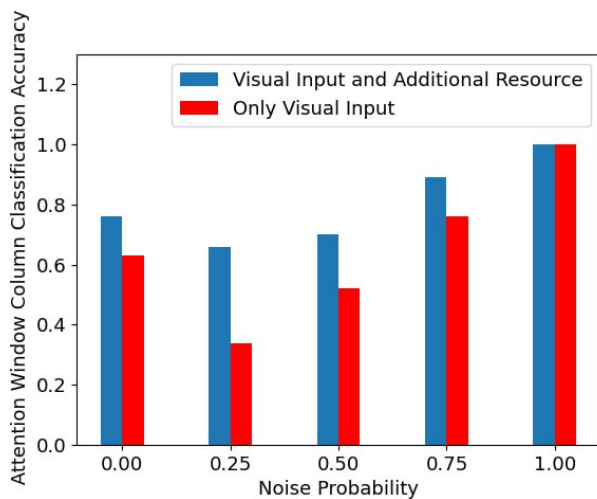 Attention Window Column Classification Accuracy
1.2
1.0
0.8
0.6
0.4
0.2
0.0
Visual Input and Additional Resource
Only Visual Input
0.00 0.25 0.50 0.75 1.00
Noise Probability